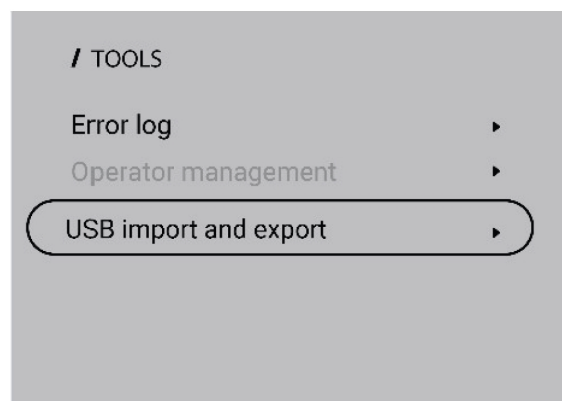 / TOOLS
Error log
Operator management
USB import and export